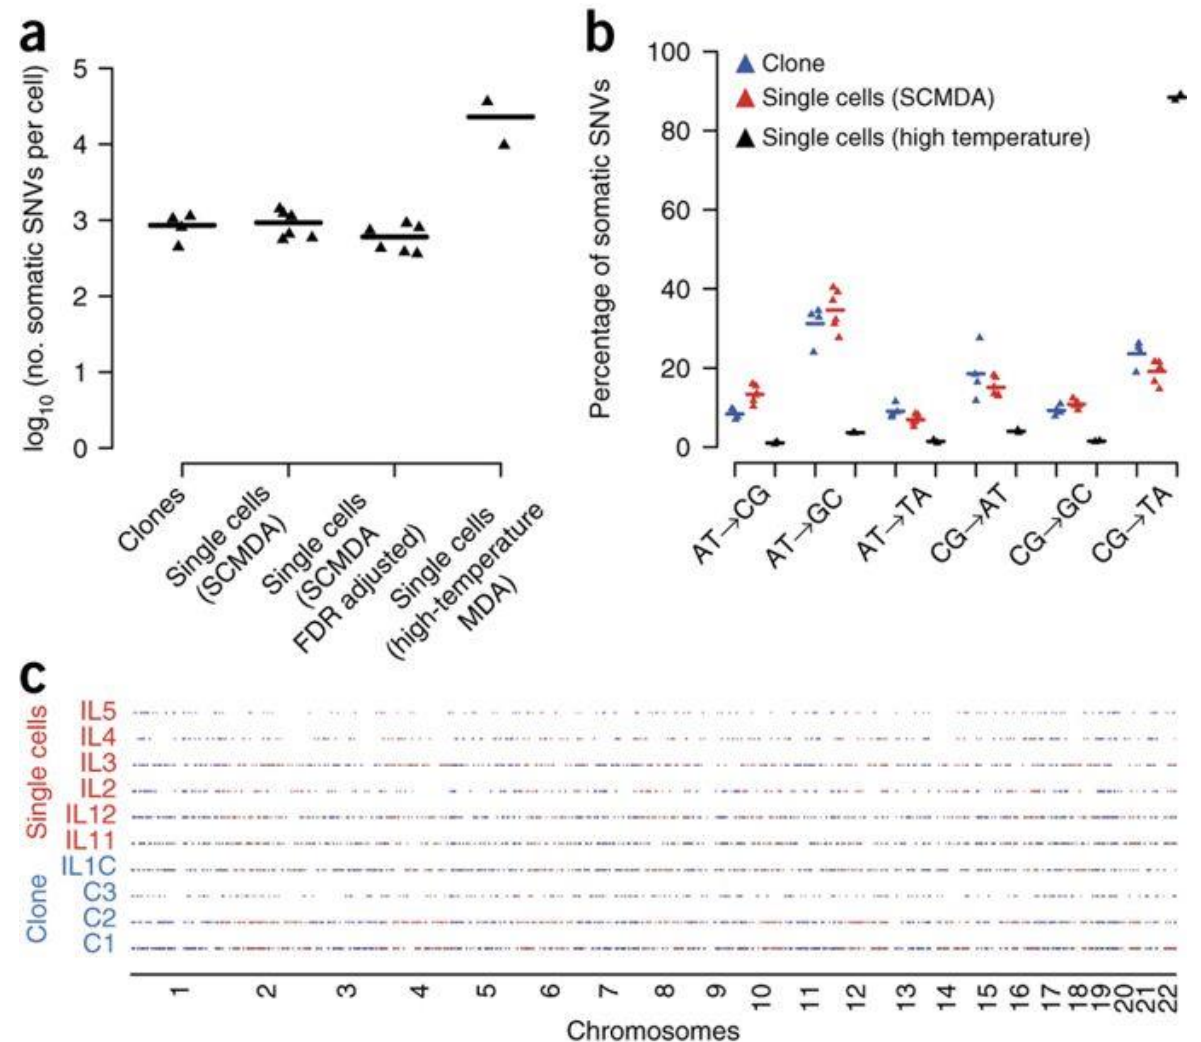 a
log10 (no. somatic SNVs per cell)
5
4
3
2
1
0
Clones
Single cells
(SCMDA)
Single cells
(SCMDA
FDR adjusted)
Single cells
(high-temperature
MDA)
b
Percentage of somatic SNVs
100
80
60
40
20
0
Clone
Single cells (SCMDA)
Single cells (high temperature)
AT→CG
AT→GC
AT→TA
CG→AT
CG→GC
CG→TA
c
Single cells
IL5
IL4
IL3
IL2
IL12
IL11
Clone
IL1C
C3
C2
C1
1 2 3 4 5 6 7 8 9 10 11 12 13 14 15 16 17 18 19 20 21 22
Chromosomes